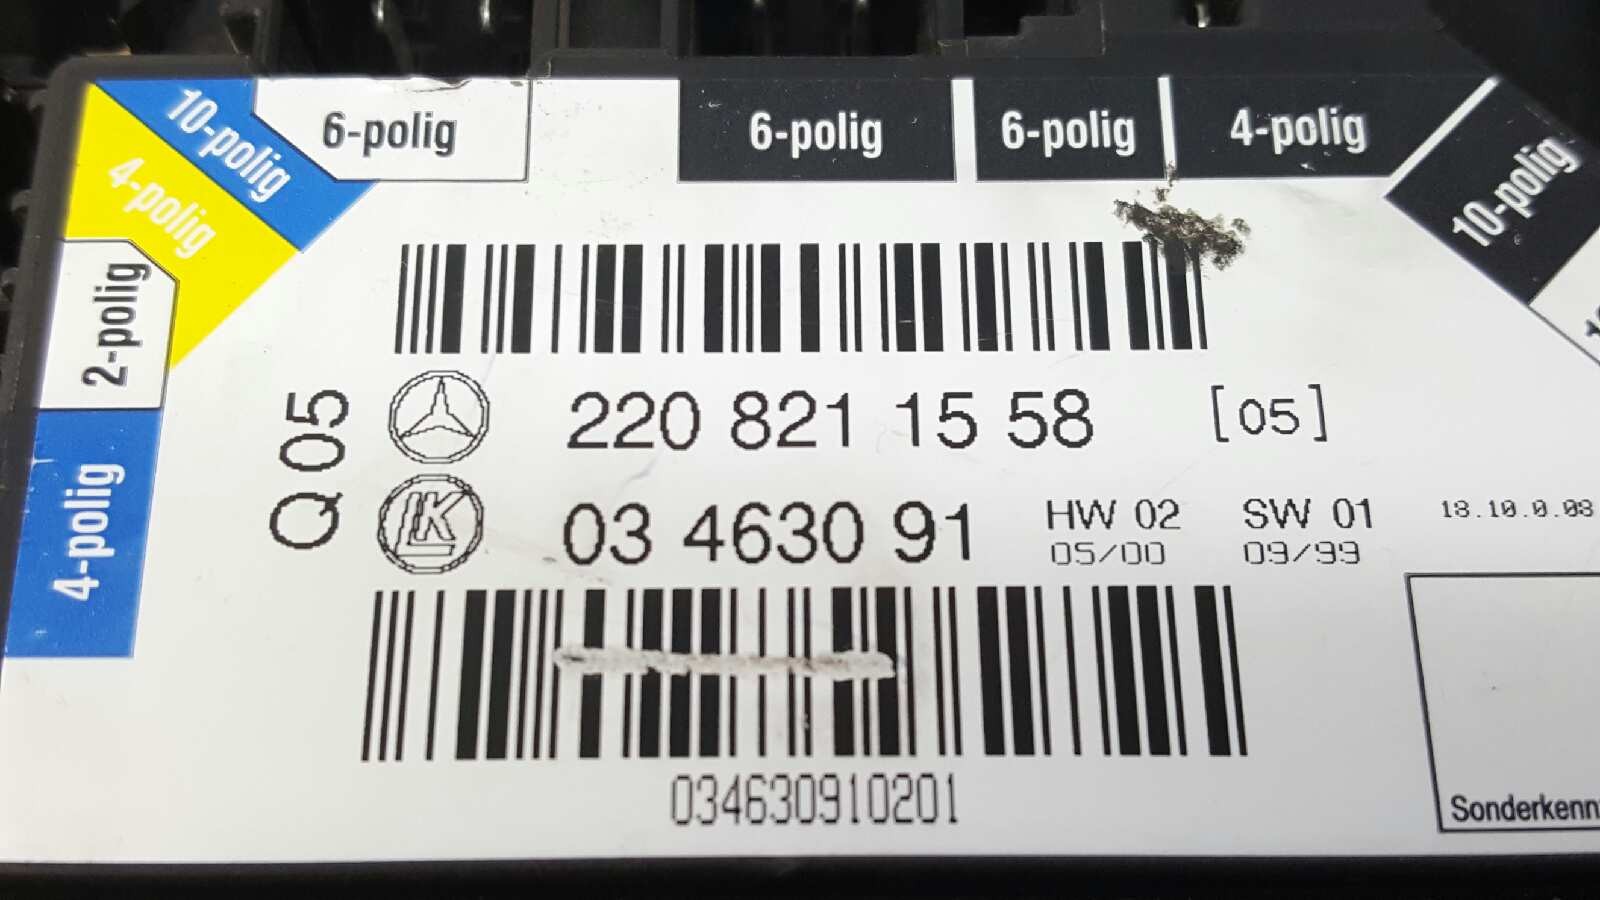 6-polig
6-polig
6-polig
4-polig
10-polig
10-polig
4-polig
2-polig
4-polig
Q 05
220 821 15 58 [05]
LK
03 4630 91 HW 02 SW 01 18.10.0.08
05/00 09/99
034630910201
Sonderkenn